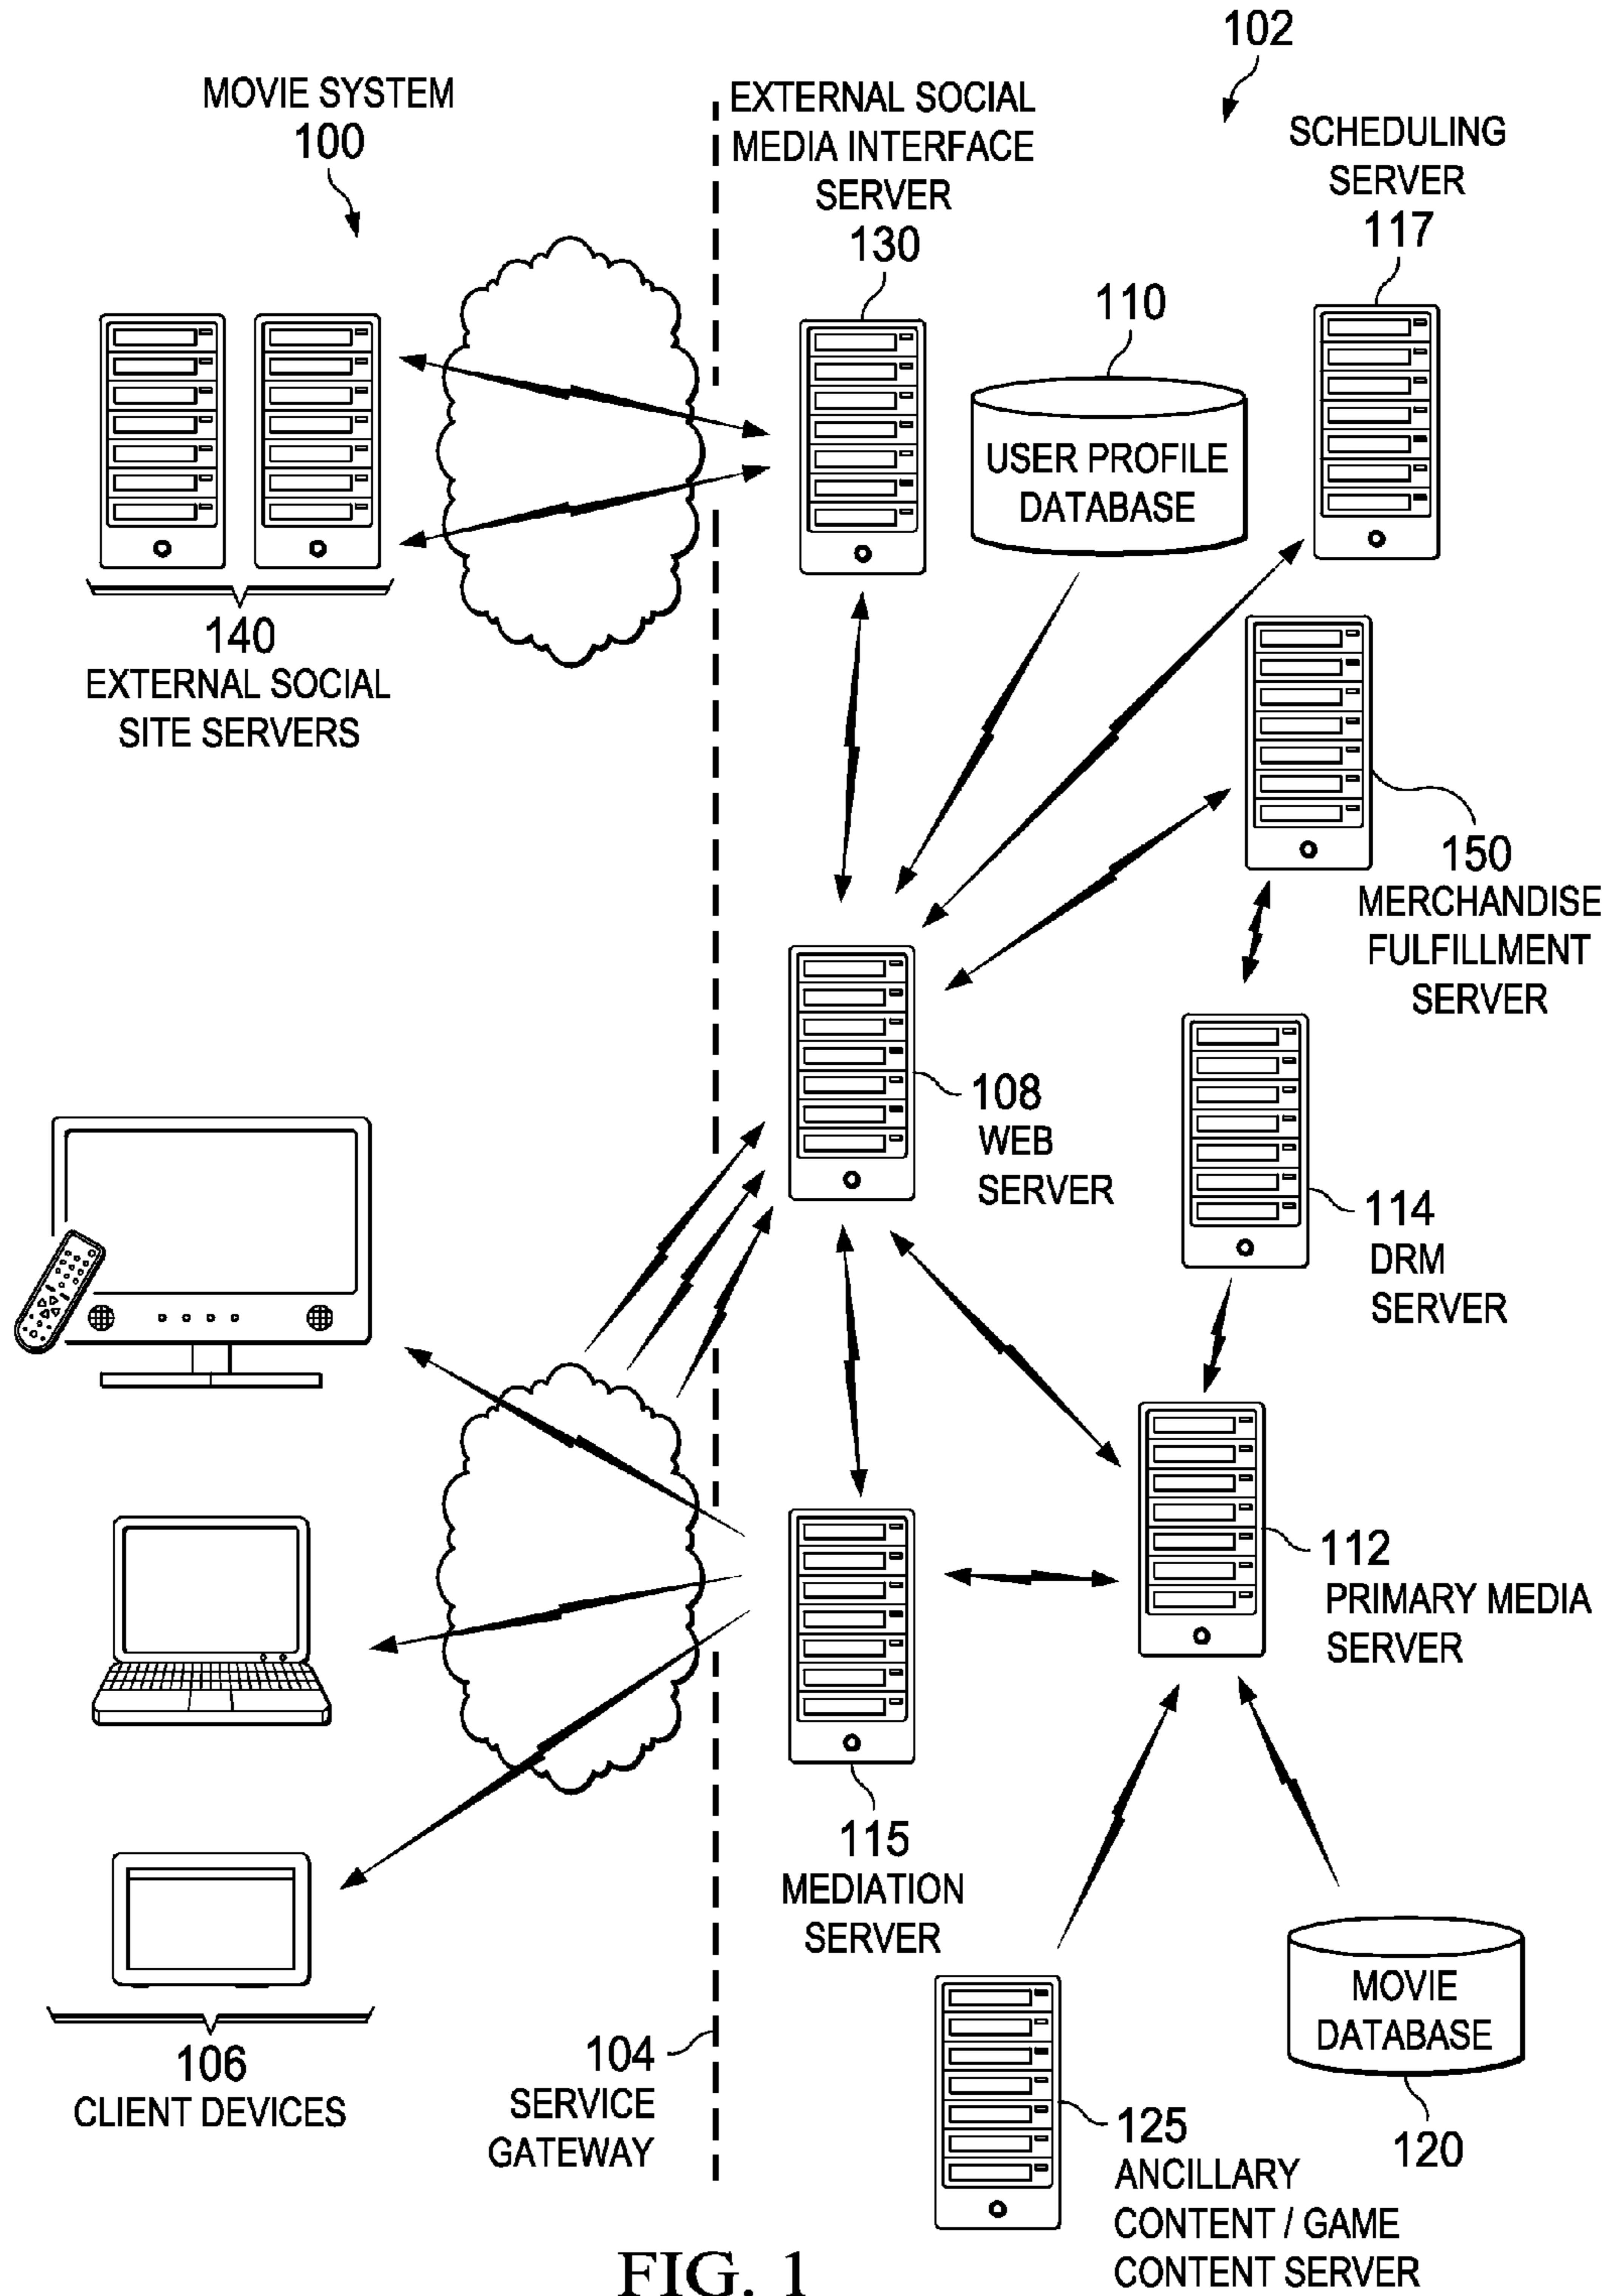 102
MOVIE SYSTEM
100
EXTERNAL SOCIAL
MEDIA INTERFACE
SERVER
130
SCHEDULING
SERVER
117
110
USER PROFILE
DATABASE
140
EXTERNAL SOCIAL
SITE SERVERS
150
MERCHANDISE
FULFILLMENT
SERVER
108
WEB
SERVER
114
DRM
SERVER
112
PRIMARY MEDIA
SERVER
115
MEDIATION
SERVER
MOVIE
DATABASE
120
106
CLIENT DEVICES
104
SERVICE
GATEWAY
125
ANCILLARY
CONTENT / GAME
CONTENT SERVER
FIG. 1